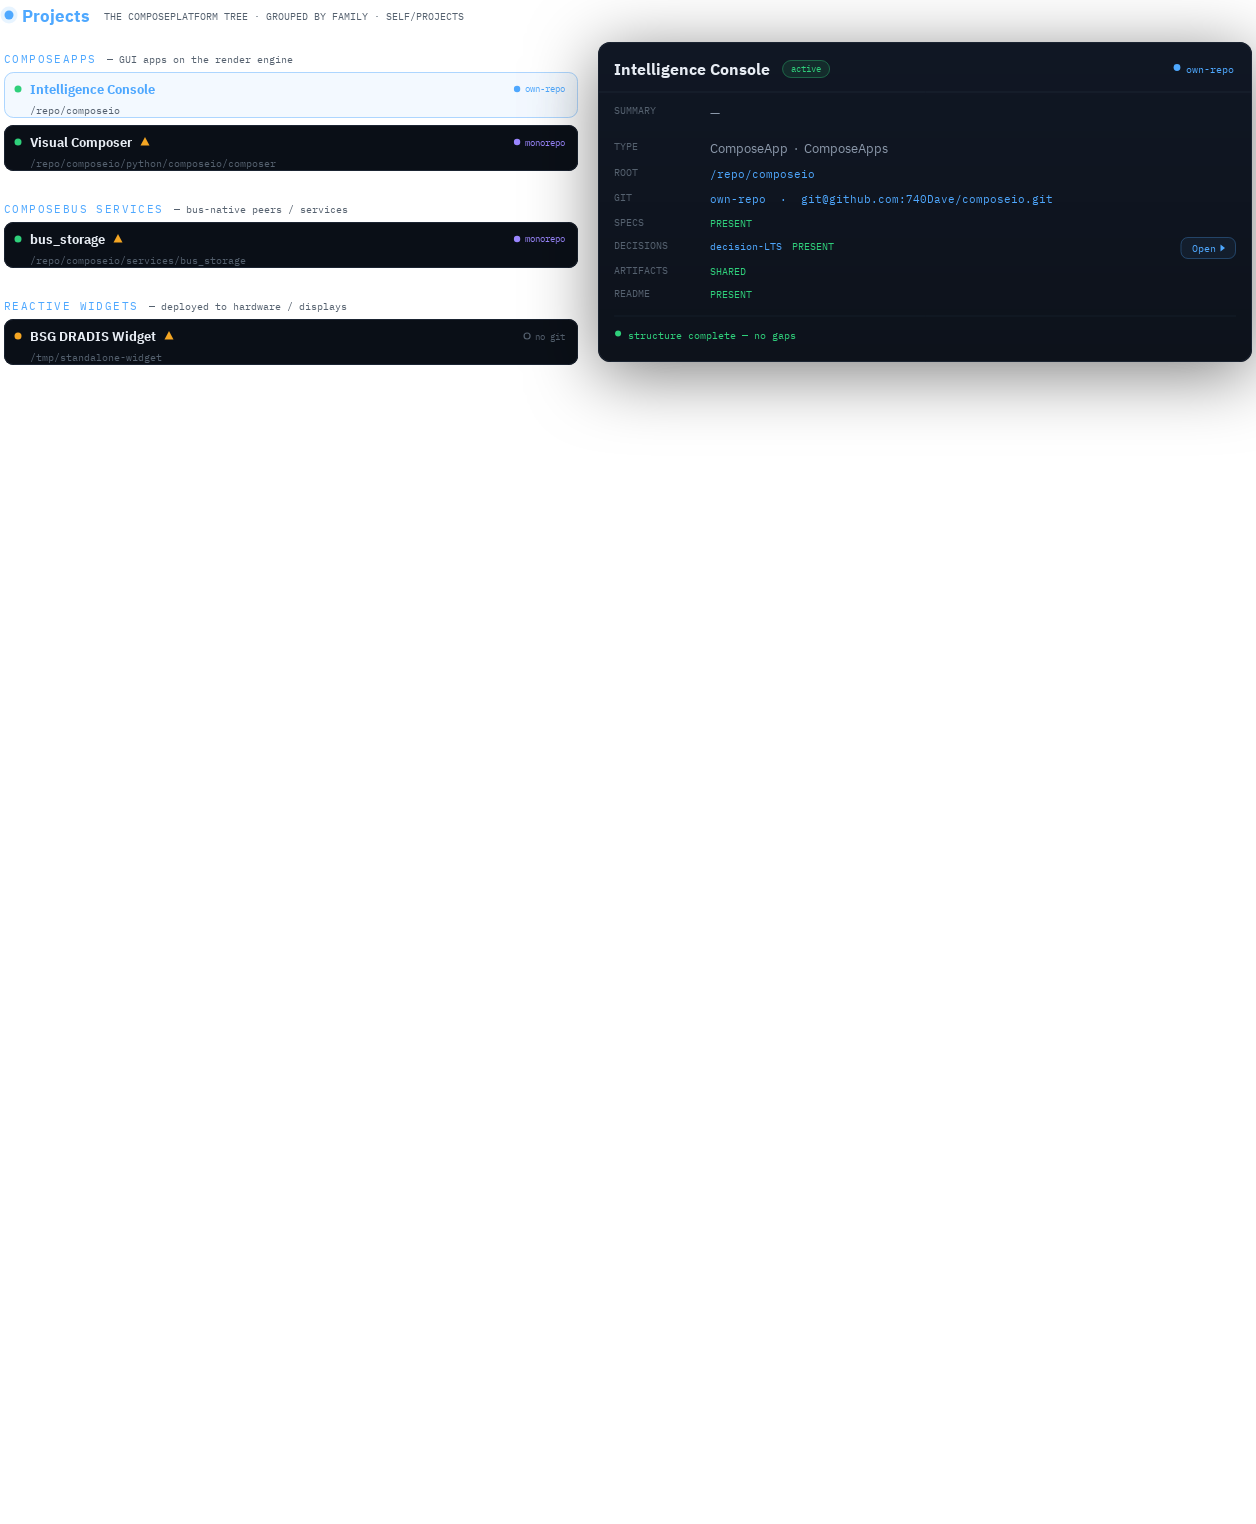 Projects THE COMPOSEPLATFORM TREE · GROUPED BY FAMILY · SELF/PROJECTS
COMPOSEAPPS — GUI apps on the render engine
Intelligence Console own-repo
/repo/composeio
Visual Composer monorepo
/repo/composeio/python/composeio/composer
COMPOSEBUS SERVICES — bus-native peers / services
bus_storage monorepo
/repo/composeio/services/bus_storage
REACTIVE WIDGETS — deployed to hardware / displays
BSG DRADIS Widget no git
/tmp/standalone-widget
Intelligence Console active own-repo
SUMMARY —
TYPE ComposeApp · ComposeApps
ROOT /repo/composeio
GIT own-repo · git@github.com:740Dave/composeio.git
SPECS PRESENT
DECISIONS decision-LTS PRESENT Open
ARTIFACTS SHARED
README PRESENT
structure complete — no gaps